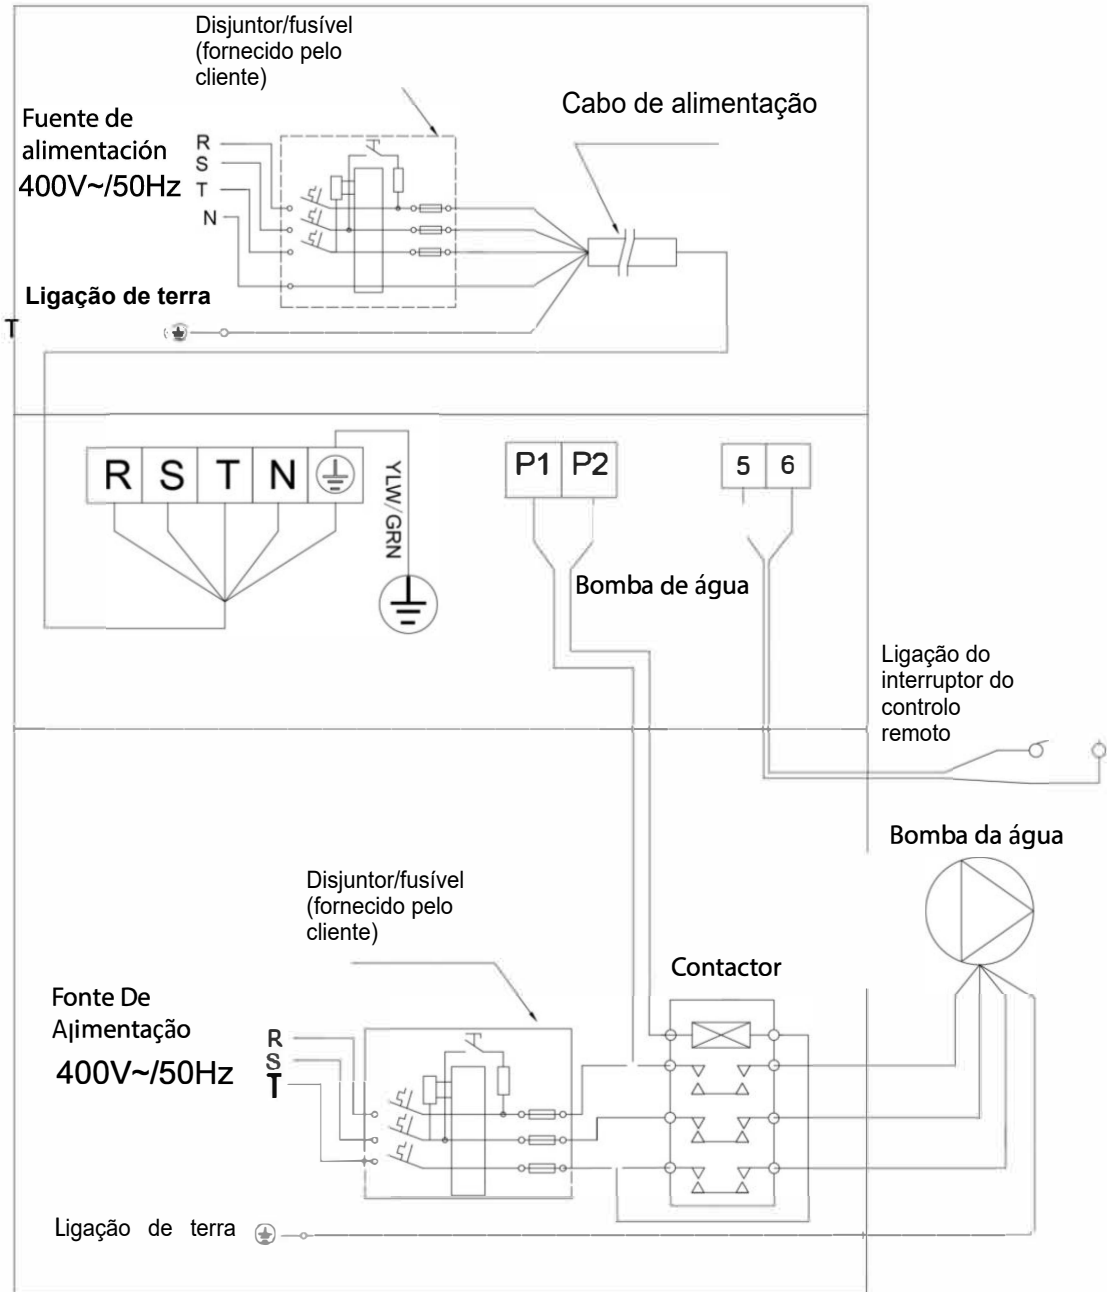 Disjuntor/fusível
(fornecido pelo
cliente)
Cabo de alimentação
Fuente de
alimentación
400V~/50Hz
R
S
T
N
Ligação de terra
T
R S T N
YLW/GRN
P1 P2
5 6
Bomba de água
Ligação do
interruptor do
controlo
remoto
Bomba da água
Disjuntor/fusível
(fornecido pelo
cliente)
Contactor
Fonte De
Alimentação
400V~/50Hz
R
S
T
Ligação de terra